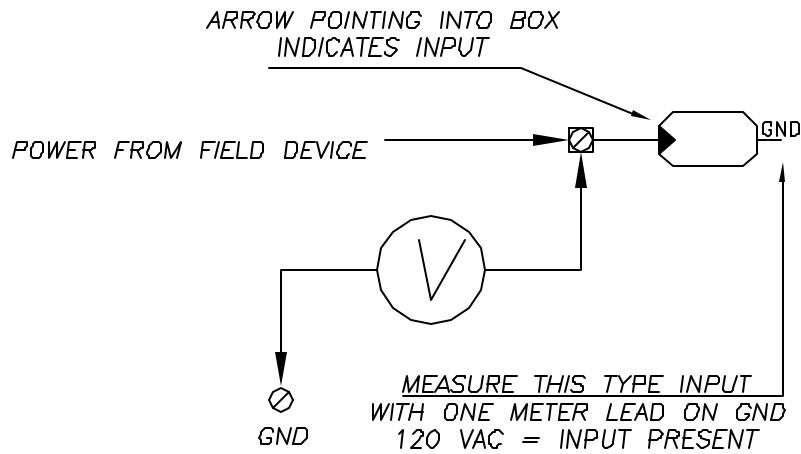 ARROW POINTING INTO BOX
INDICATES INPUT
GND
POWER FROM FIELD DEVICE
V
MEASURE THIS TYPE INPUT
WITH ONE METER LEAD ON GND
120 VAC = INPUT PRESENT
GND